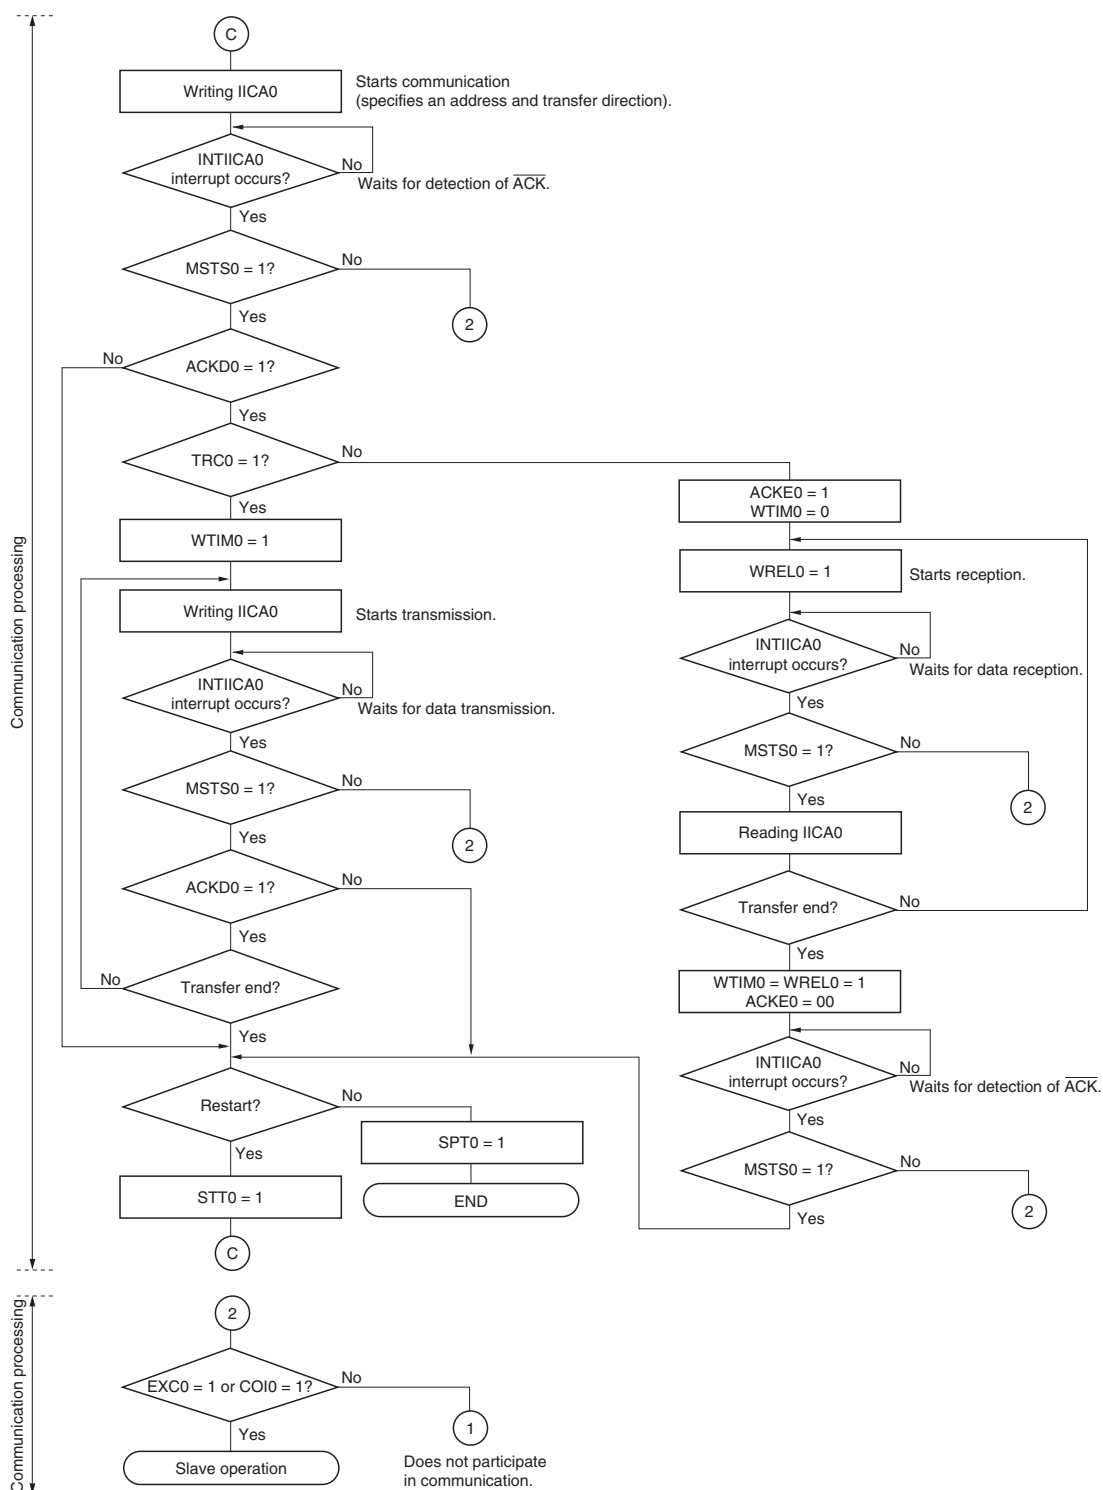 C
Writing IICA0
Starts communication
(specifies an address and transfer direction).
INTIICA0
interrupt occurs?
No
Waits for detection of ACK.
Yes
MSTS0 = 1?
No
2
Yes
No
ACKD0 = 1?
Yes
TRC0 = 1?
No
Yes
WTIM0 = 1
Writing IICA0
Starts transmission.
INTIICA0
interrupt occurs?
No
Waits for data transmission.
Yes
MSTS0 = 1?
No
2
Yes
ACKD0 = 1?
No
Yes
No
Transfer end?
Yes
Restart?
No
SPT0 = 1
END
Yes
STT0 = 1
C
ACKE0 = 1
WTIM0 = 0
WREL0 = 1
Starts reception.
INTIICA0
interrupt occurs?
No
Waits for data reception.
Yes
MSTS0 = 1?
No
2
Yes
Reading IICA0
Transfer end?
No
Yes
WTIM0 = WREL0 = 1
ACKE0 = 00
INTIICA0
interrupt occurs?
No
Waits for detection of ACK.
Yes
MSTS0 = 1?
No
2
Yes
Communication processing
2
EXC0 = 1 or COI0 = 1?
No
1
Does not participate
in communication.
Yes
Slave operation
Communication processing